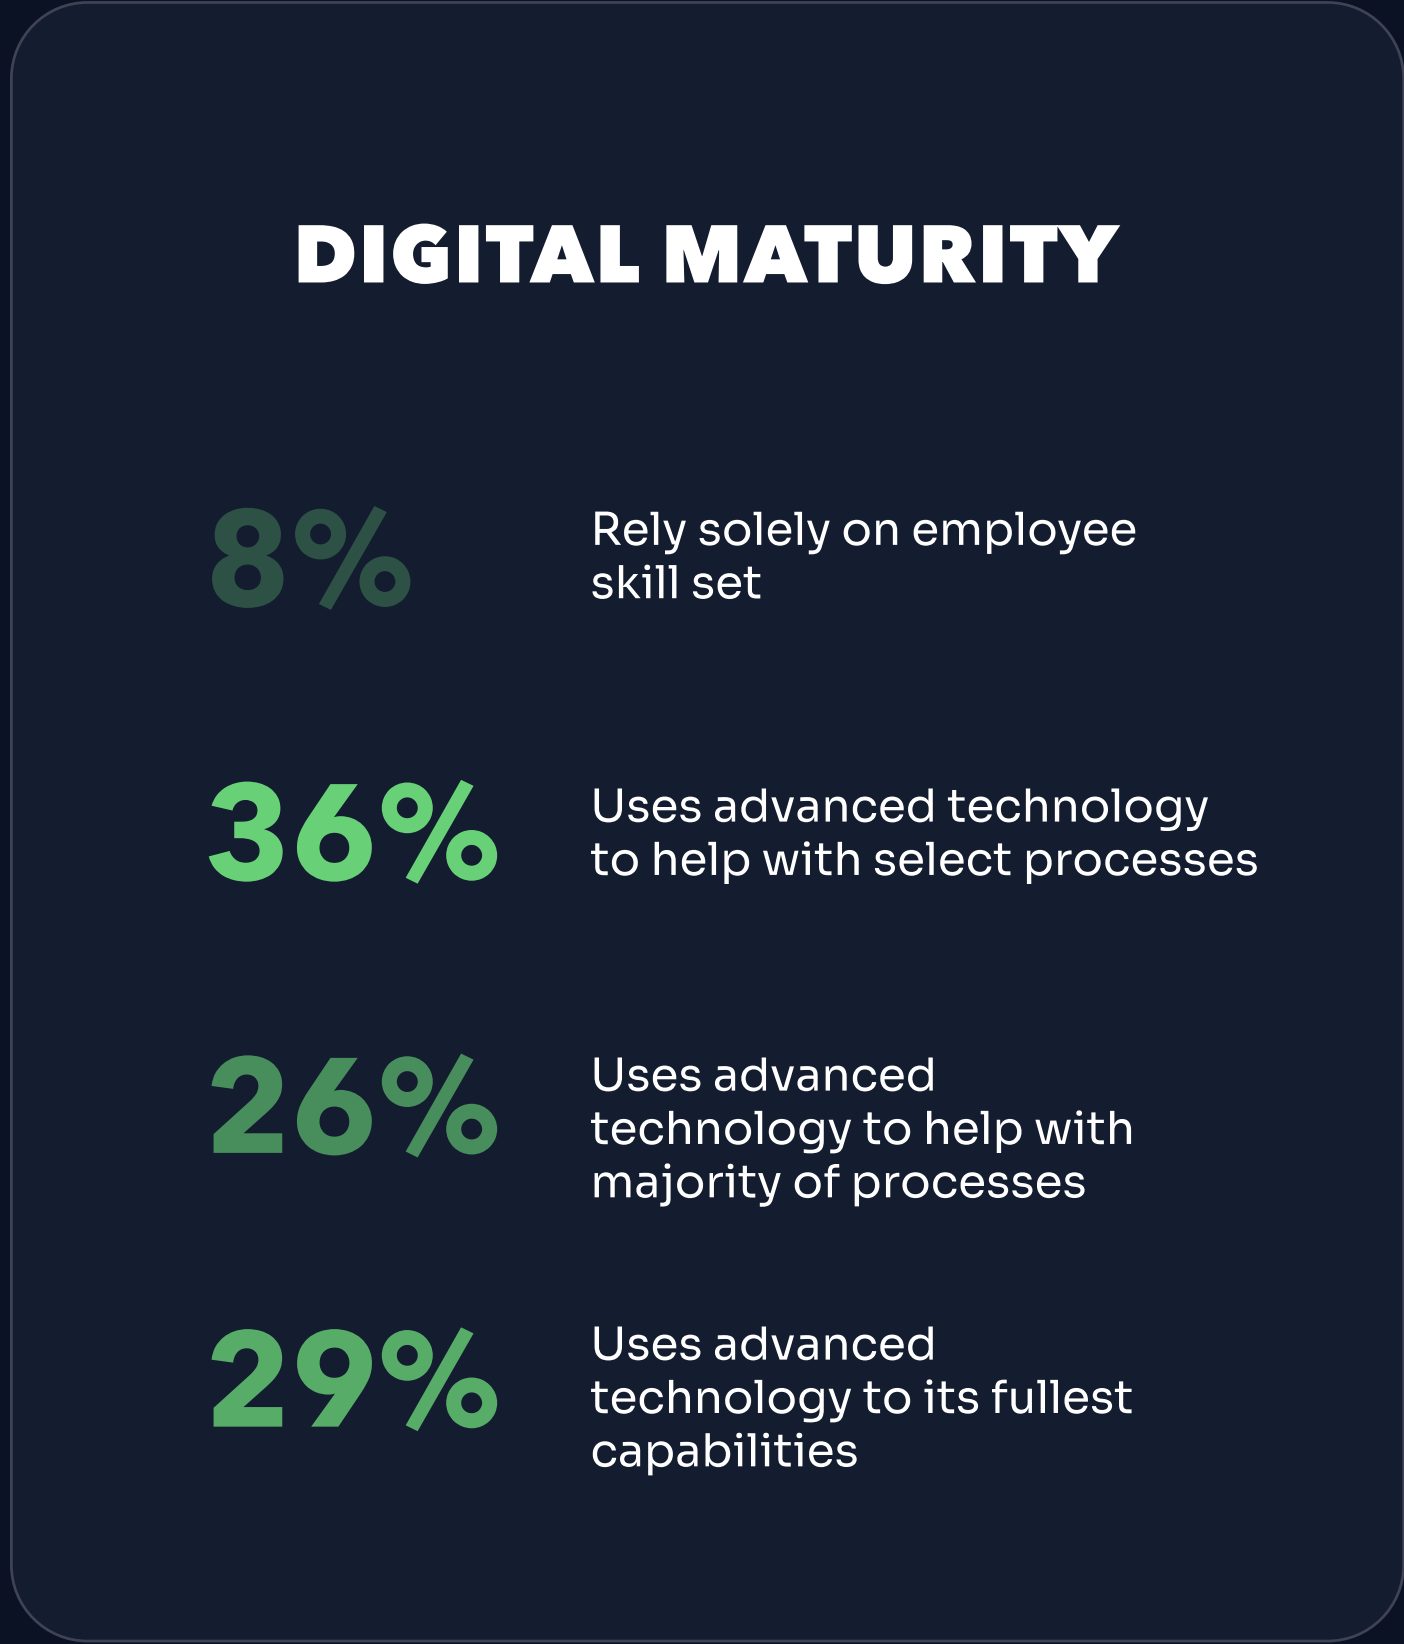 DIGITAL MATURITY
8%
Rely solely on employee
skill set
36%
Uses advanced technology
to help with select processes
26%
Uses advanced
technology to help with
majority of processes
29%
Uses advanced
technology to its fullest
capabilities